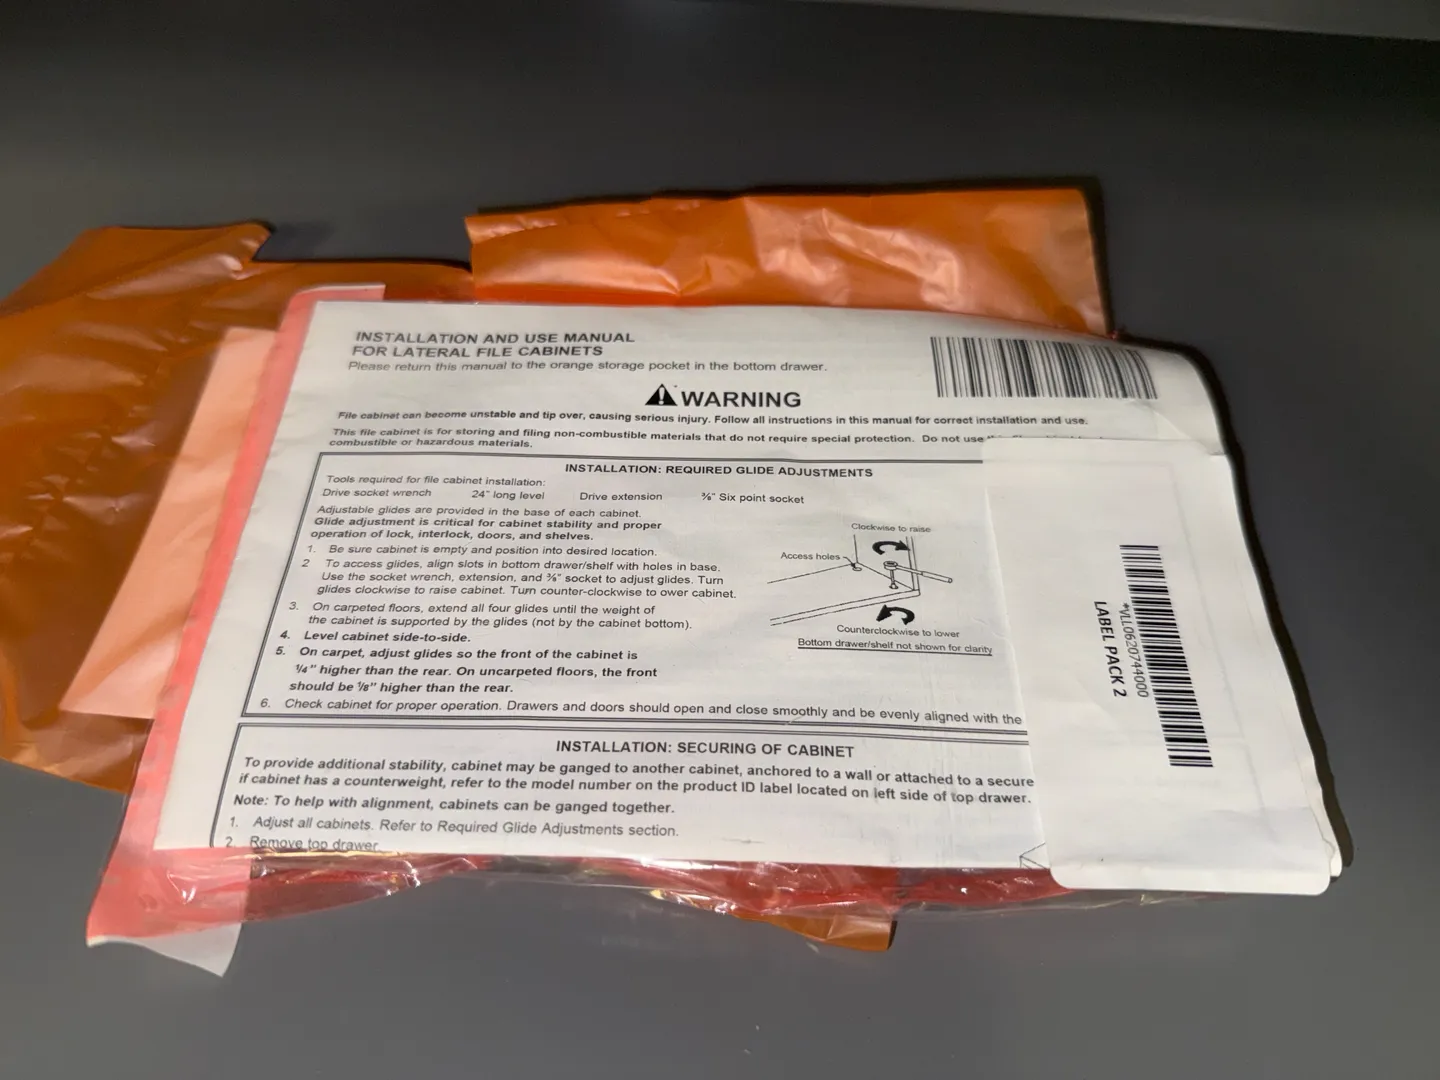 INSTALLATION AND USE MANUAL
FOR LATERAL FILE CABINETS
Please return this manual to the orange storage pocket in the bottom drawer.
WARNING
File cabinet can become unstable and tip over, causing serious injury. Follow all instructions in this manual for correct installation and use.
This file cabinet is for storing and filing non-combustible materials that do not require special protection. Do not use
combustible or hazardous materials.
INSTALLATION: REQUIRED GLIDE ADJUSTMENTS
Tools required for file cabinet installation:
Drive socket wrench 24" long level Drive extension ⅜" Six point socket
Adjustable glides are provided in the base of each cabinet.
Glide adjustment is critical for cabinet stability and proper
operation of lock, interlock, doors, and shelves.
1. Be sure cabinet is empty and position into desired location.
2 To access glides, align slots in bottom drawer/shelf with holes in base.
Use the socket wrench, extension, and ⅜" socket to adjust glides. Turn
glides clockwise to raise cabinet. Turn counter-clockwise to ower cabinet.
3. On carpeted floors, extend all four glides until the weight of
the cabinet is supported by the glides (not by the cabinet bottom).
4. Level cabinet side-to-side.
5. On carpet, adjust glides so the front of the cabinet is
¼" higher than the rear. On uncarpeted floors, the front
should be ⅛" higher than the rear.
6. Check cabinet for proper operation. Drawers and doors should open and close smoothly and be evenly aligned with the
Clockwise to raise
Access holes
Counterclockwise to lower
Bottom drawer/shelf not shown for clarity
INSTALLATION: SECURING OF CABINET
To provide additional stability, cabinet may be ganged to another cabinet, anchored to a wall or attached to a secure
if cabinet has a counterweight, refer to the model number on the product ID label located on left side of top drawer.
Note: To help with alignment, cabinets can be ganged together.
1. Adjust all cabinets. Refer to Required Glide Adjustments section.
2. Remove top drawer
*VLL0620744000
LABEL PACK 2